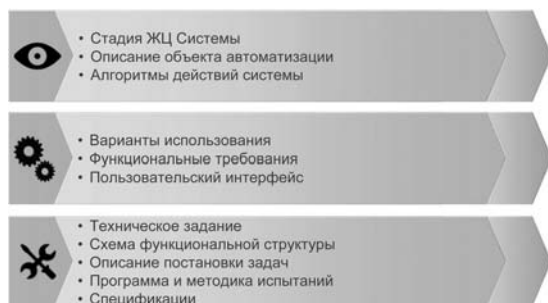 • Стадия ЖЦ Системы
• Описание объекта автоматизации
• Алгоритмы действий системы
• Варианты использования
• Функциональные требования
• Пользовательский интерфейс
• Техническое задание
• Схема функциональной структуры
• Описание постановки задач
• Программа и методика испытаний
• Спецификации